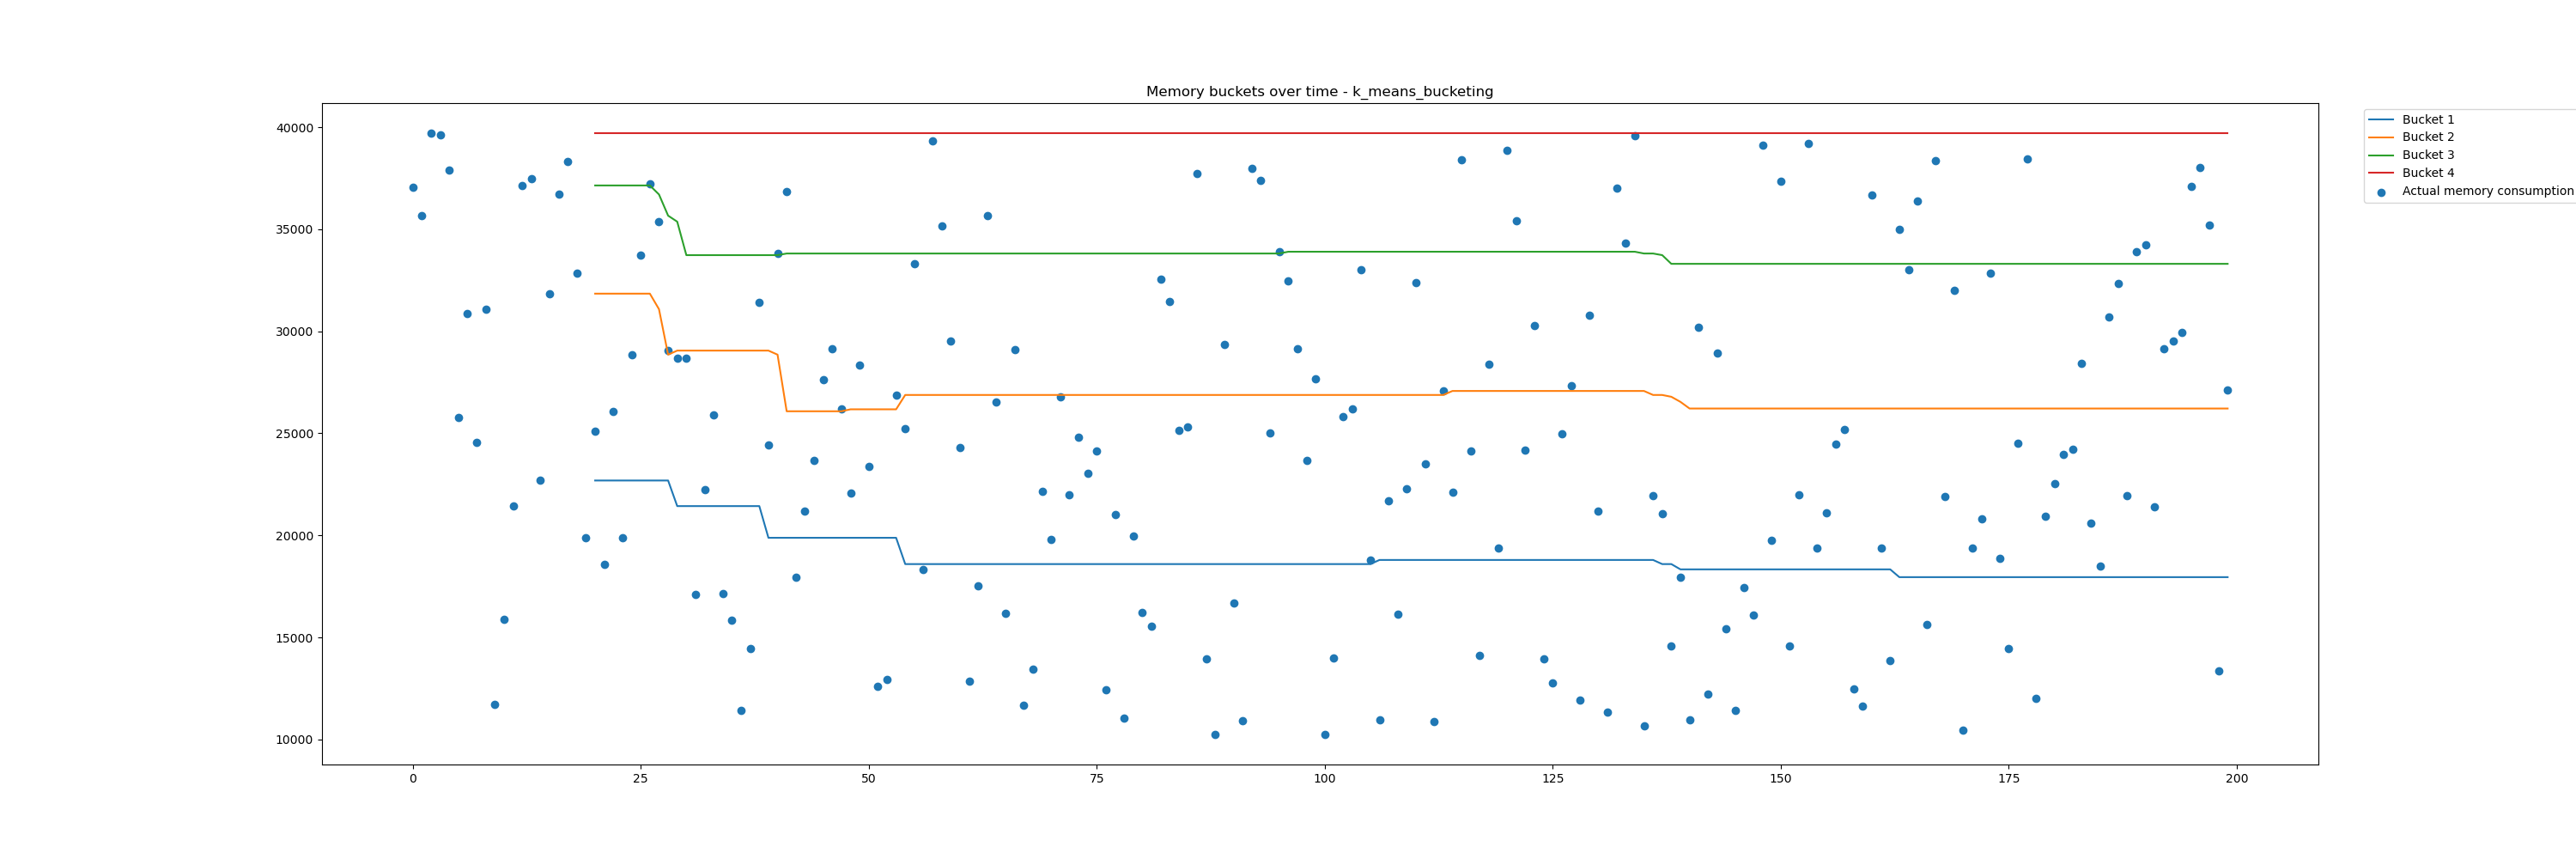 Memory buckets over time - k_means_bucketing
40000
35000
30000
25000
20000
15000
10000
0 25 50 75 100 125 150 175 200
Bucket 1
Bucket 2
Bucket 3
Bucket 4
Actual memory consumption